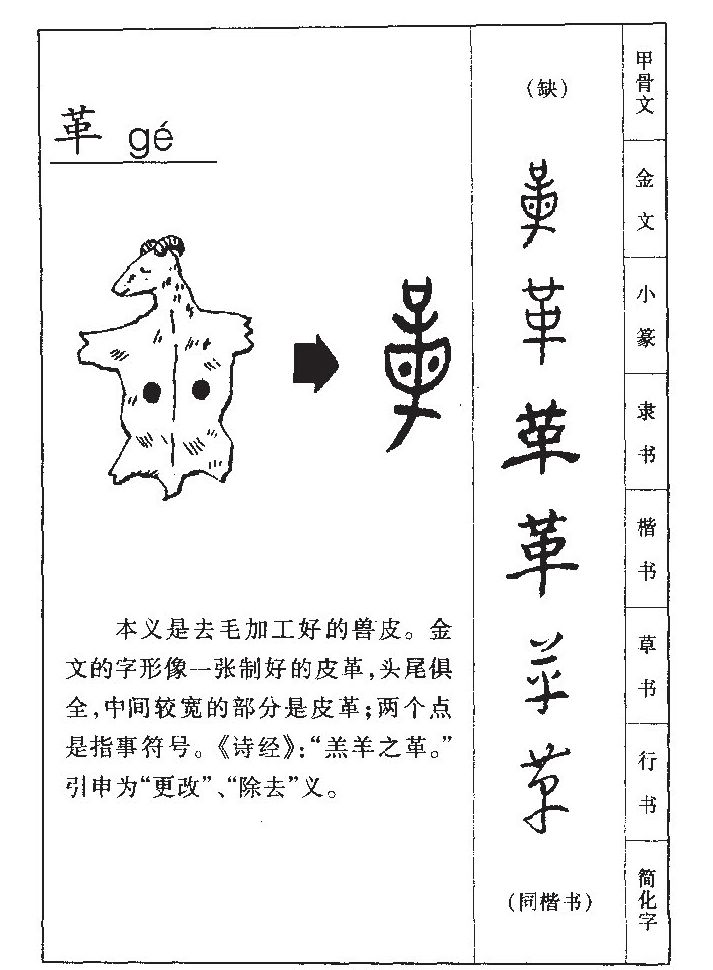 革 gé
本义是去毛加工好的兽皮。金
文的字形像一张制好的皮革,头尾俱
全,中间较宽的部分是皮革;两个点
是指事符号。《诗经》:“羔羊之革。”
引申为“更改”、“除去”义。
(缺) 甲骨文
革 金文
革 小篆
革 隶书
革 楷书
革 草书
革 行书
(同楷书) 简化字